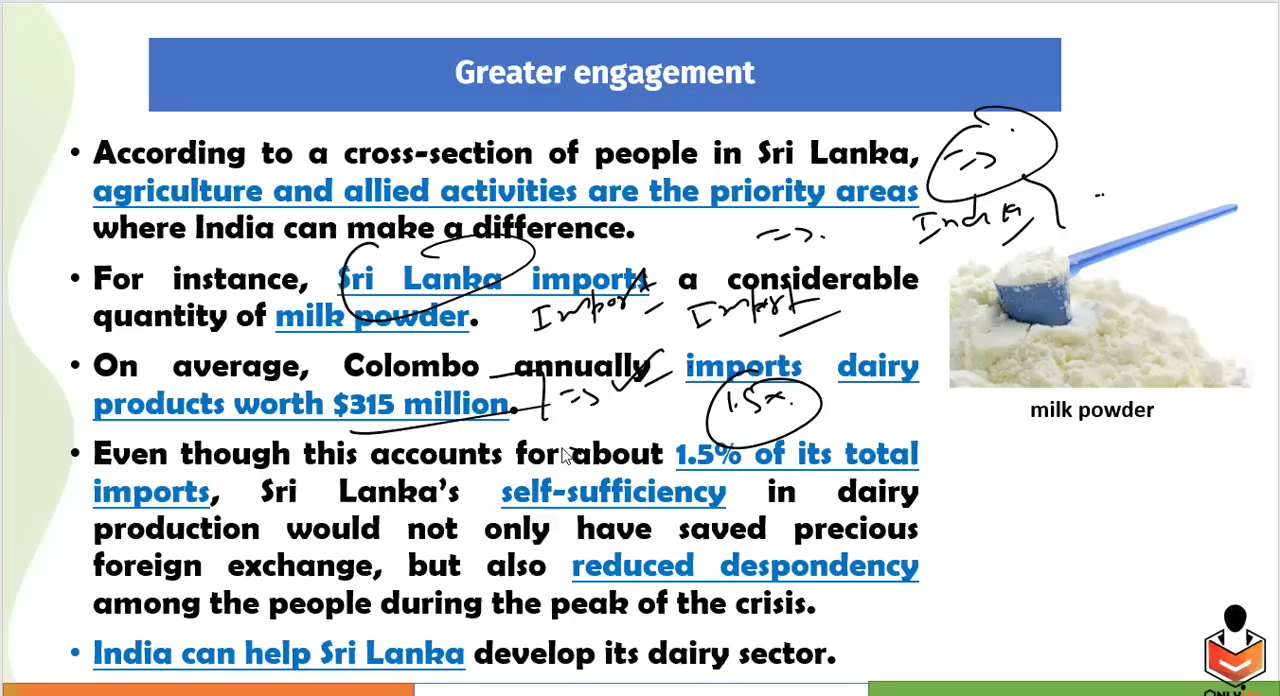 Greater engagement
• According to a cross-section of people in Sri Lanka,
agriculture and allied activities are the priority areas
where India can make a difference.
India
• For instance, Sri Lanka imports a considerable
quantity of milk powder.
Import Import
• On average, Colombo annually imports dairy
products worth $315 million.
1.5%.
milk powder
• Even though this accounts for about 1.5% of its total
imports, Sri Lanka's self-sufficiency in dairy
production would not only have saved precious
foreign exchange, but also reduced despondency
among the people during the peak of the crisis.
• India can help Sri Lanka develop its dairy sector.